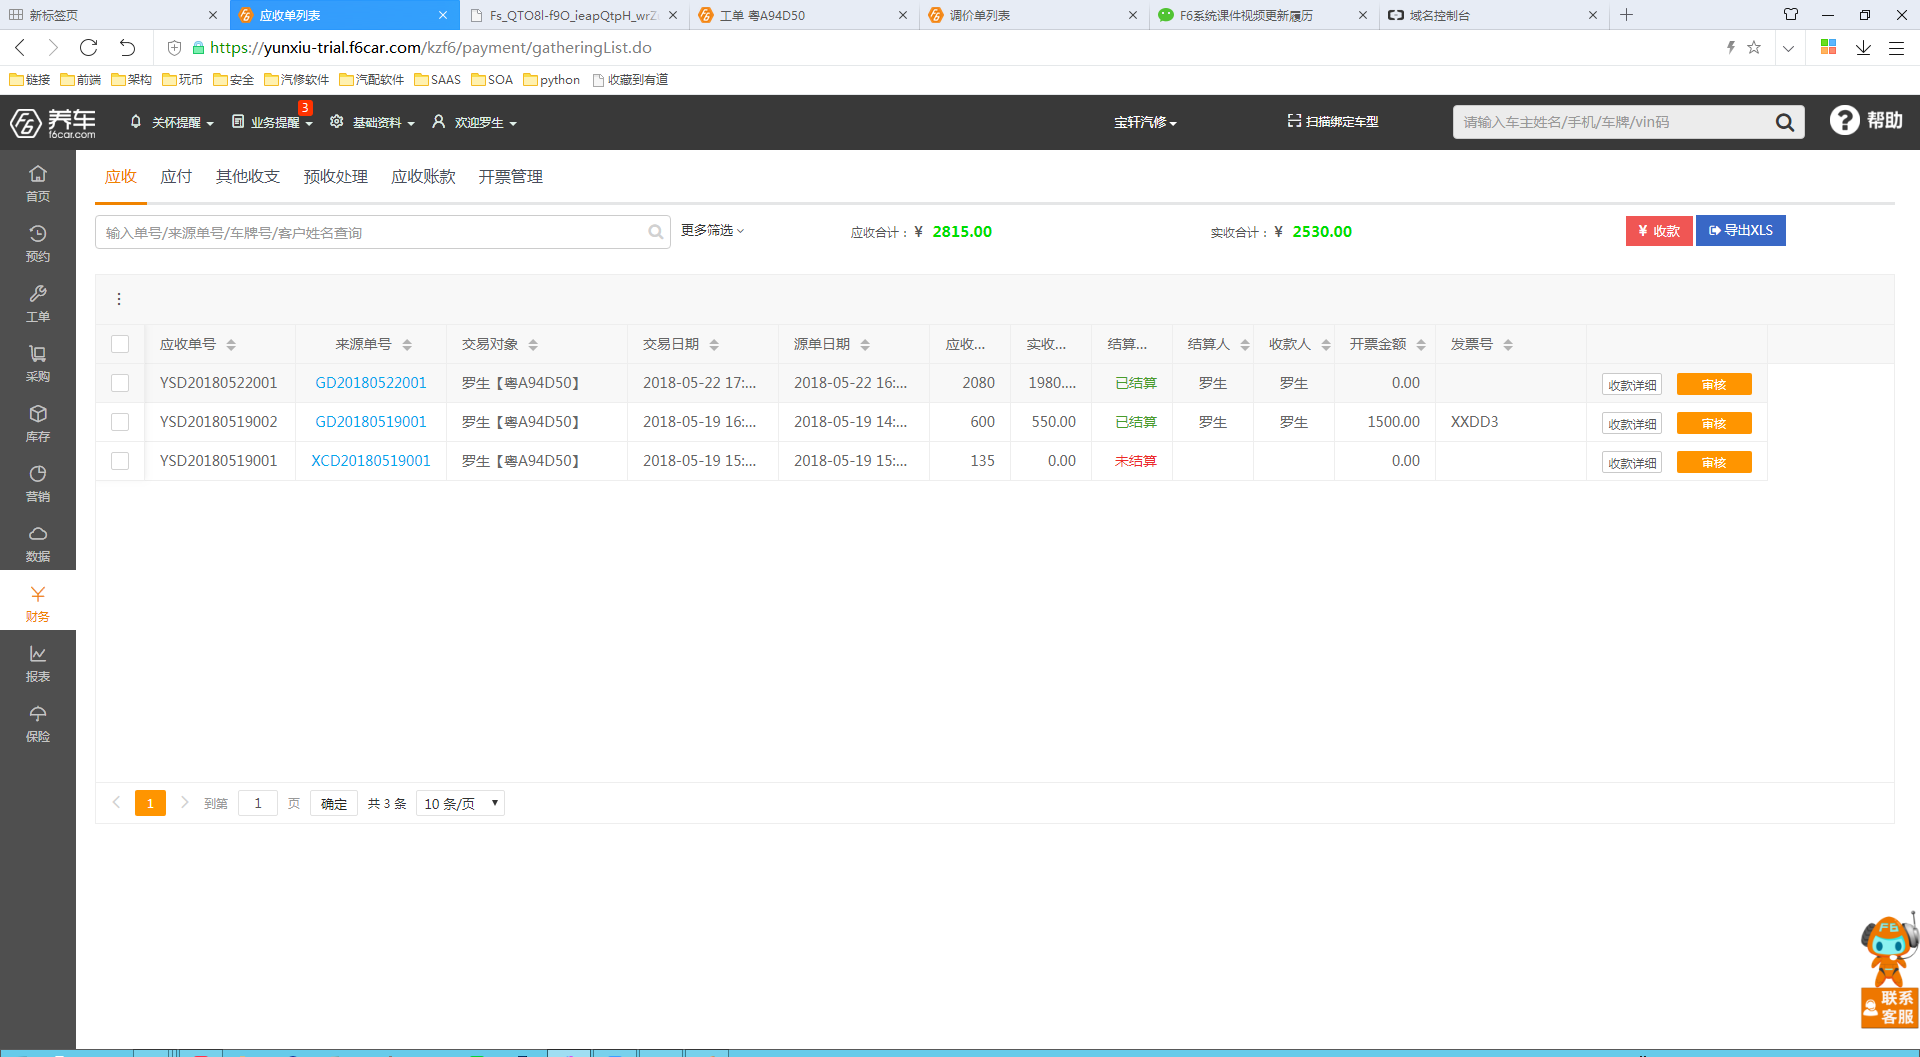 新标签页
应收单列表
Fs_QTO8l-f9O_ieapQtpH_wrZ
工单 粤A94D50
调价单列表
F6系统课件视频更新履历
域名控制台
https://yunxiu-trial.f6car.com/kzf6/payment/gatheringList.do
链接 前端 架构 玩币 安全 汽修软件 汽配软件 SAAS SOA python 收藏到有道
养车
f6car.com
关怀提醒 业务提醒 3 基础资料 欢迎罗生
宝轩汽修
扫描绑定车型
请输入车主姓名/手机/车牌/vin码
帮助
首页
预约
工单
采购
库存
营销
数据
财务
报表
保险
应收 应付 其他收支 预收处理 应收账款 开票管理
输入单号/来源单号/车牌号/客户姓名查询
更多筛选
应收合计：￥ 2815.00
实收合计：￥ 2530.00
¥ 收款
导出XLS
应收单号 来源单号 交易对象 交易日期 源单日期 应收... 实收... 结算... 结算人 收款人 开票金额 发票号
YSD20180522001 GD20180522001 罗生【粤A94D50】 2018-05-22 17:... 2018-05-22 16:... 2080 1980.... 已结算 罗生 罗生 0.00 收款详细 审核
YSD20180519002 GD20180519001 罗生【粤A94D50】 2018-05-19 16:... 2018-05-19 14:... 600 550.00 已结算 罗生 罗生 1500.00 XXDD3 收款详细 审核
YSD20180519001 XCD20180519001 罗生【粤A94D50】 2018-05-19 15:... 2018-05-19 15:... 135 0.00 未结算 0.00 收款详细 审核
1 到第 1 页 确定 共 3 条 10 条/页
F6
联系
客服